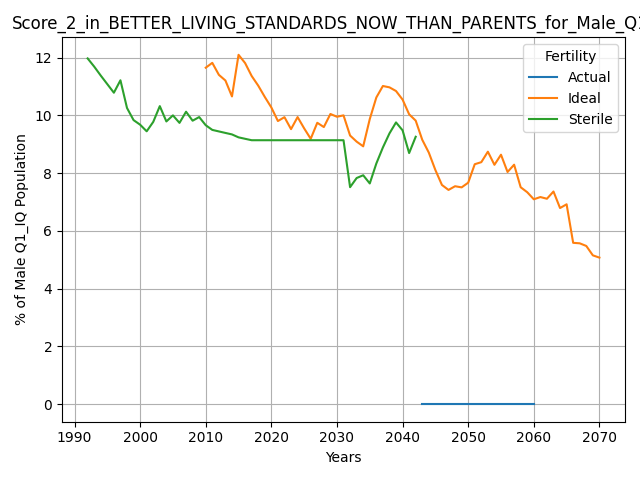 Score_2_in_BETTER_LIVING_STANDARDS_NOW_THAN_PARENTS_for_Male_Q1
Fertility
Actual
Ideal
Sterile
% of Male Q1_IQ Population
12
10
8
6
4
2
0
1990 2000 2010 2020 2030 2040 2050 2060 2070
Years